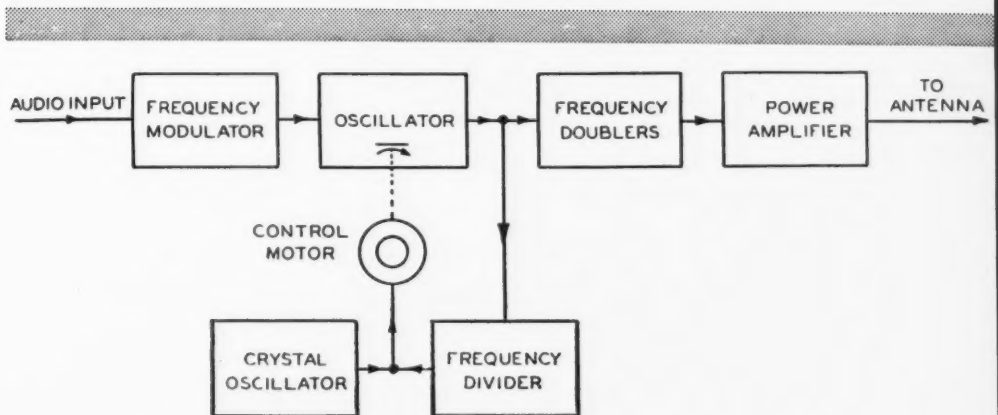 AUDIO INPUT
FREQUENCY
MODULATOR
OSCILLATOR
FREQUENCY
DOUBLERS
POWER
AMPLIFIER
TO
ANTENNA
CONTROL
MOTOR
CRYSTAL
OSCILLATOR
FREQUENCY
DIVIDER